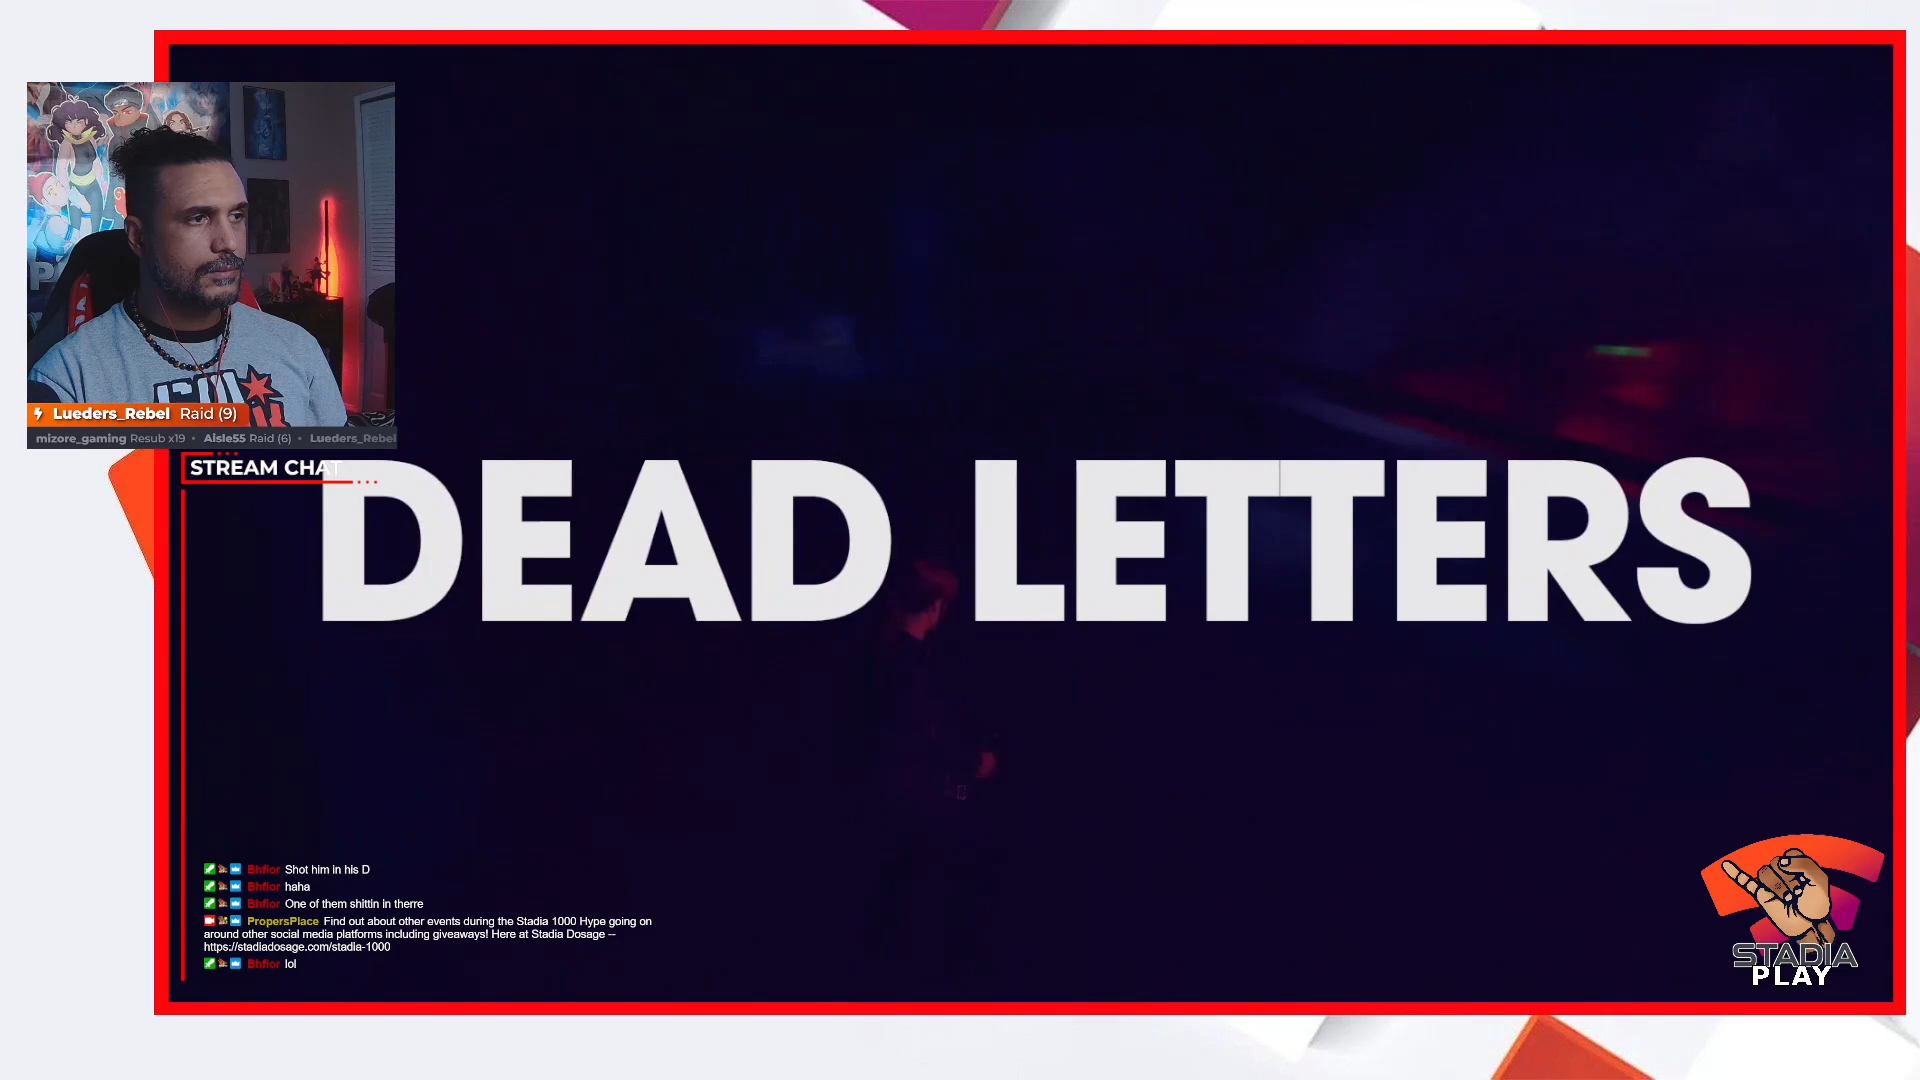 Lueders_Rebel Raid (9)
mizore_gaming Resub x19 • Aisle55 Raid (6) • Lueders_Rebel
STREAM CHAT
DEAD LETTERS
Bhflor Shot him in his D
Bhflor haha
Bhflor One of them shittin in therre
PropersPlace Find out about other events during the Stadia 1000 Hype going on
around other social media platforms including giveaways! Here at Stadia Dosage –
https://stadiadosage.com/stadia-1000
Bhflor lol
STADIA
PLAY